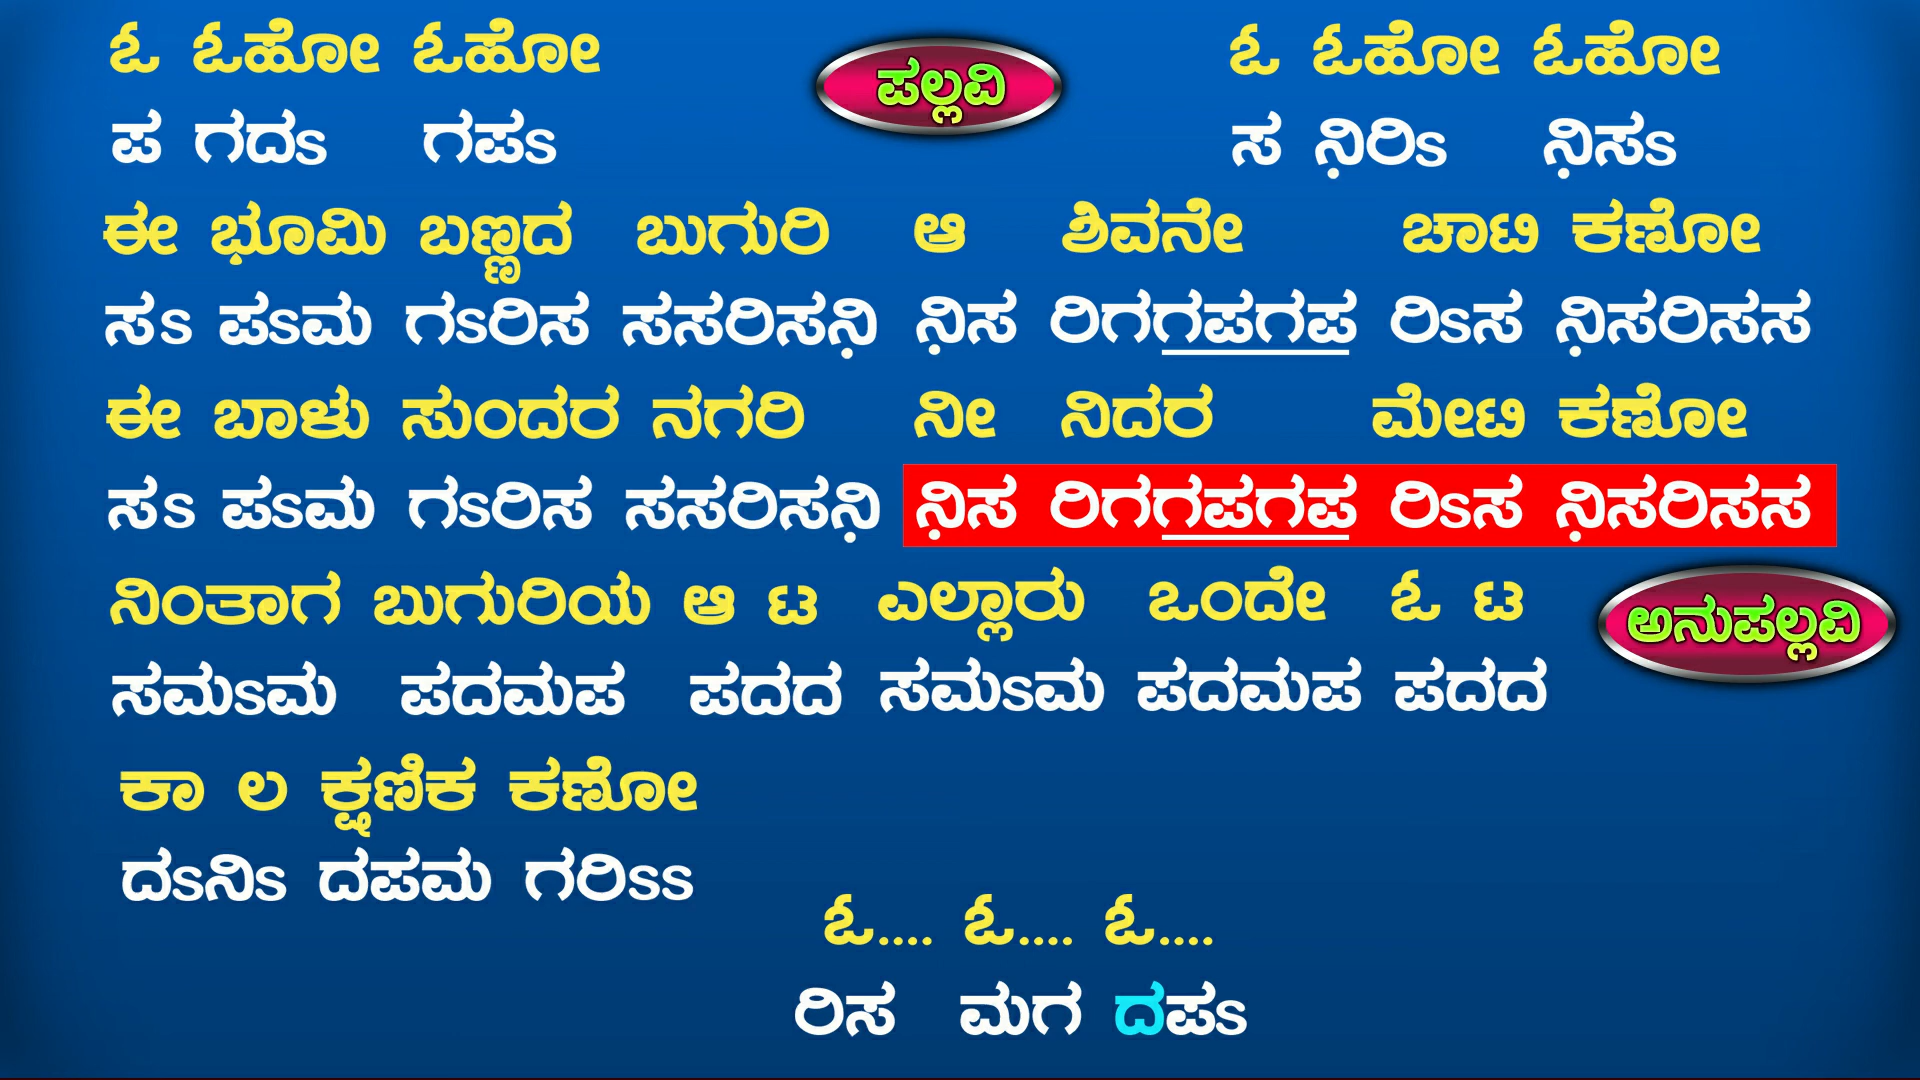 ಓ ಓಹೋ ಓಹೋ ಪಲ್ಲವಿ ಓ ಓಹೋ ಓಹೋ
ಪ ಗದs ಗಪs ಸ ನಿ಼ರಿs ನಿ಼ಸs
ಈ ಭೂಮಿ ಬಣ್ಣದ ಬುಗುರಿ ಆ ಶಿವನೇ ಚಾಟಿ ಕಣೋ
ಸs ಪsಮ ಗsರಿಸ ಸಸರಿಸನಿ಼ ನಿ಼ಸ ರಿಗಗಪಗಪ ರಿsಸ ನಿ಼ಸರಿಸಸ
ಈ ಬಾಳು ಸುಂದರ ನಗರಿ ನೀ ನಿದರ ಮೇಟಿ ಕಣೋ
ಸs ಪsಮ ಗsರಿಸ ಸಸರಿಸನಿ಼ ನಿ಼ಸ ರಿಗಗಪಗಪ ರಿsಸ ನಿ಼ಸರಿಸಸ
ನಿಂತಾಗ ಬುಗುರಿಯ ಆ ಟ ಎಲ್ಲಾರು ಒಂದೇ ಓ ಟ ಅನುಪಲ್ಲವಿ
ಸಮsಮ ಪದಮಪ ಪದದ ಸಮsಮ ಪದಮಪ ಪದದ
ಕಾ ಲ ಕ್ಷಣಿಕ ಕಣೋ
ದsನಿs ದಪಮ ಗರಿss
ಓ.... ಓ.... ಓ....
ರಿಸ ಮಗ ದಪs